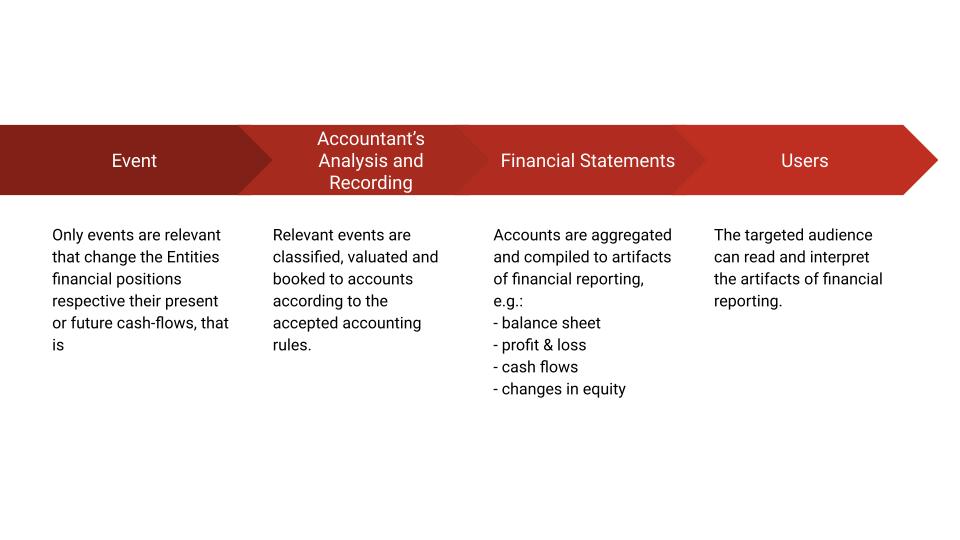 Event
Accountant's
Analysis and
Recording
Financial Statements
Users
Only events are relevant
that change the Entities
financial positions
respective their present
or future cash-flows, that
is
Relevant events are
classified, valuated and
booked to accounts
according to the
accepted accounting
rules.
Accounts are aggregated
and compiled to artifacts
of financial reporting,
e.g.:
- balance sheet
- profit & loss
- cash flows
- changes in equity
The targeted audience
can read and interpret
the artifacts of financial
reporting.